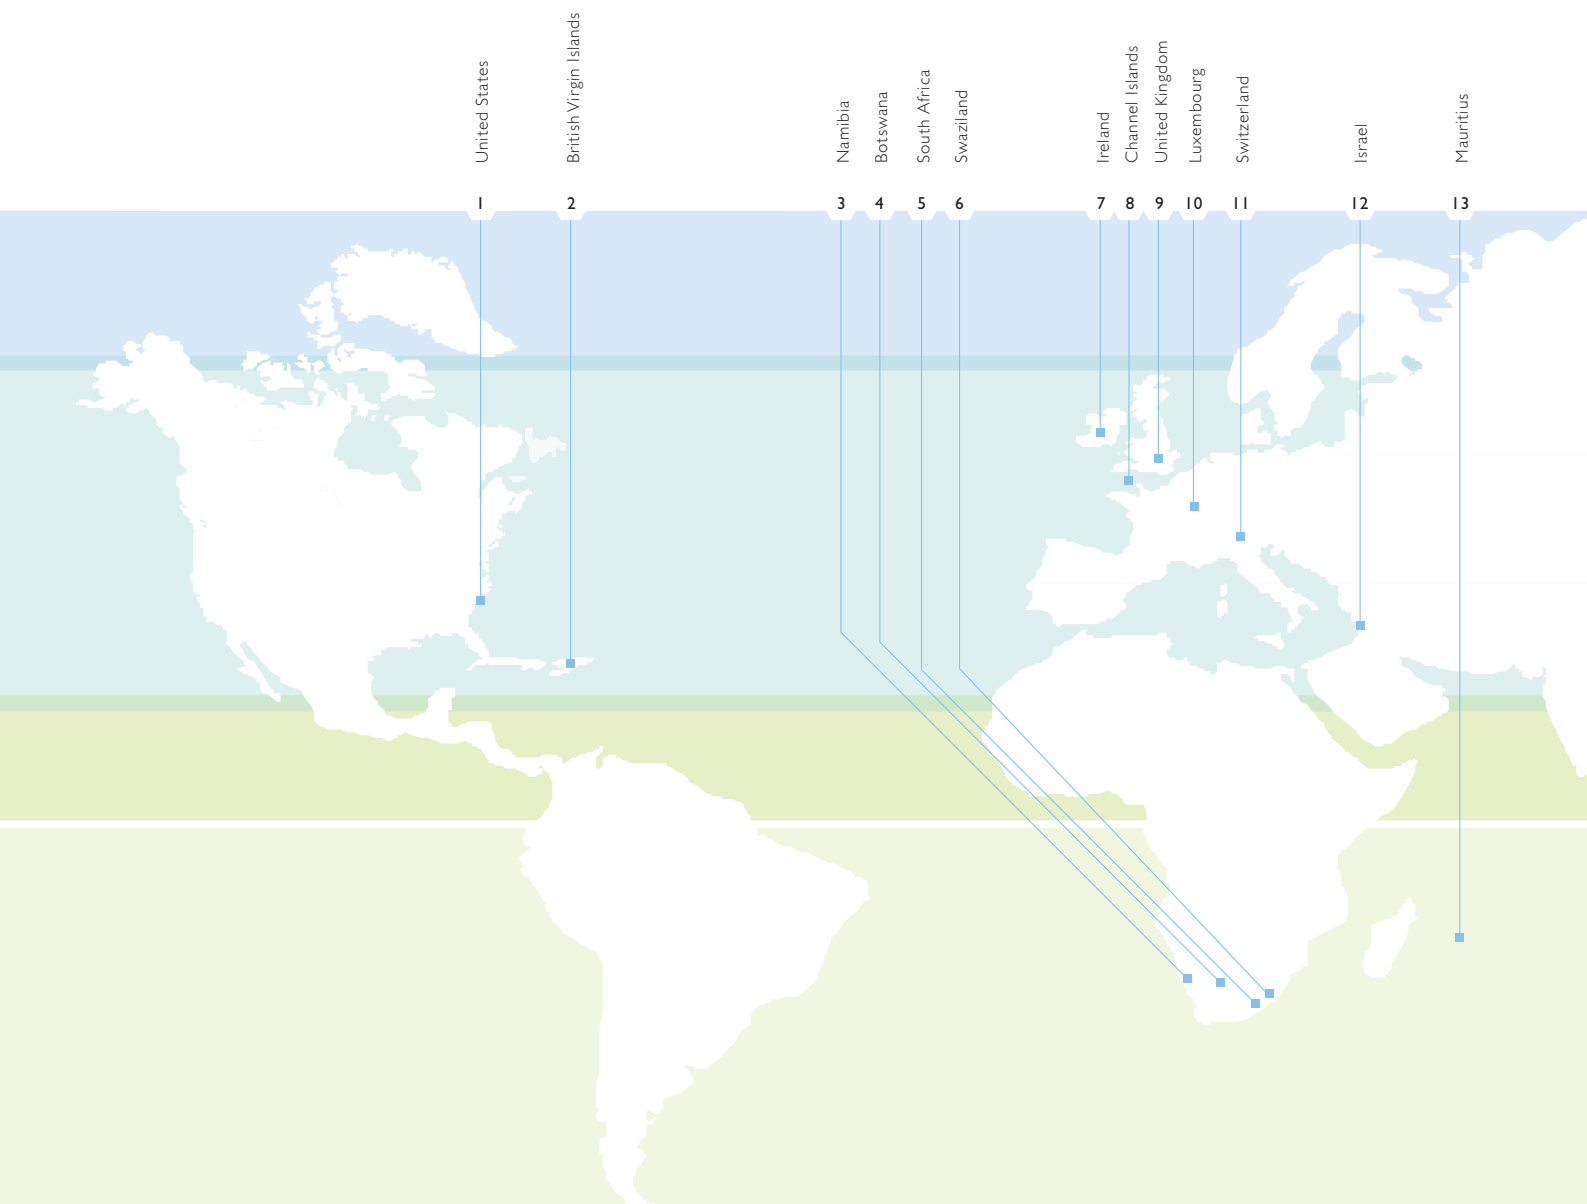 United States
British Virgin Islands
Namibia
Botswana
South Africa
Swaziland
Ireland
Channel Islands
United Kingdom
Luxembourg
Switzerland
Israel
Mauritius
1 2 3 4 5 6 7 8 9 10 11 12 13